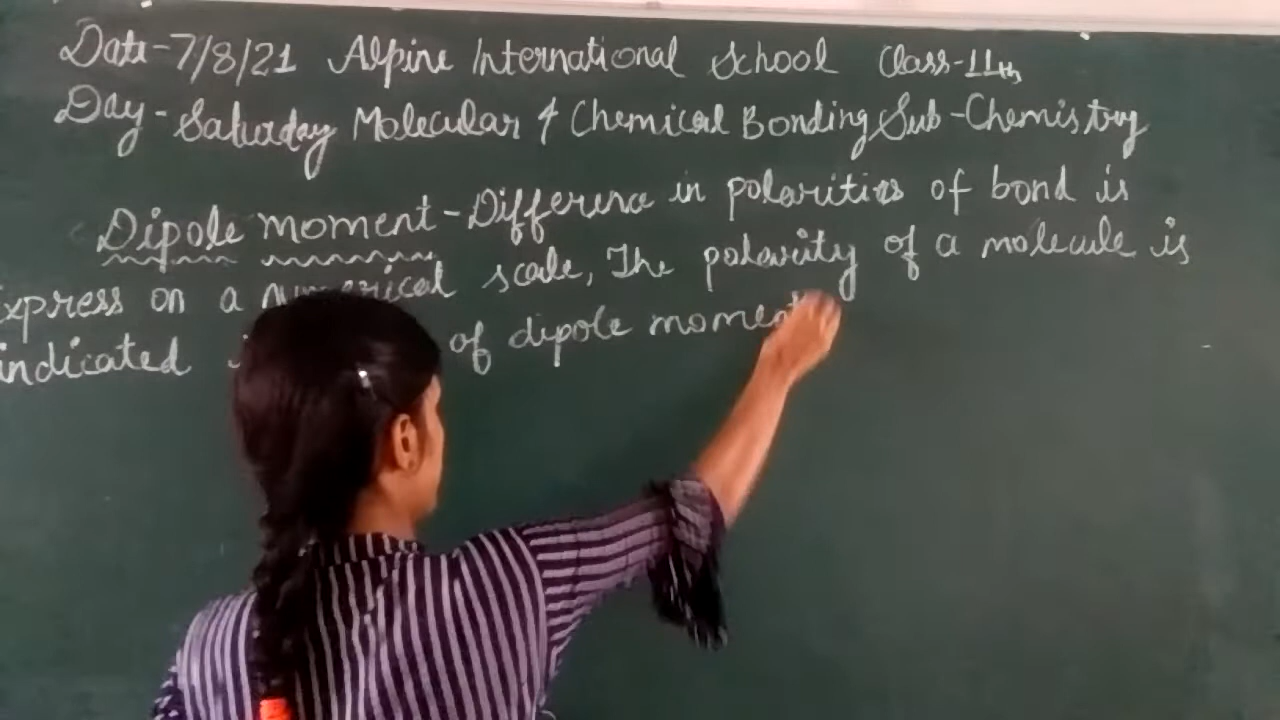 Date-7/8/21 Alpine International School Class-11th
Day-Saturday Molecular & Chemical Bonding Sub-Chemistry
Dipole moment-Difference in polarities of bond is
express on a numerical scale, The polarity of a molecule is
indicated of dipole moment